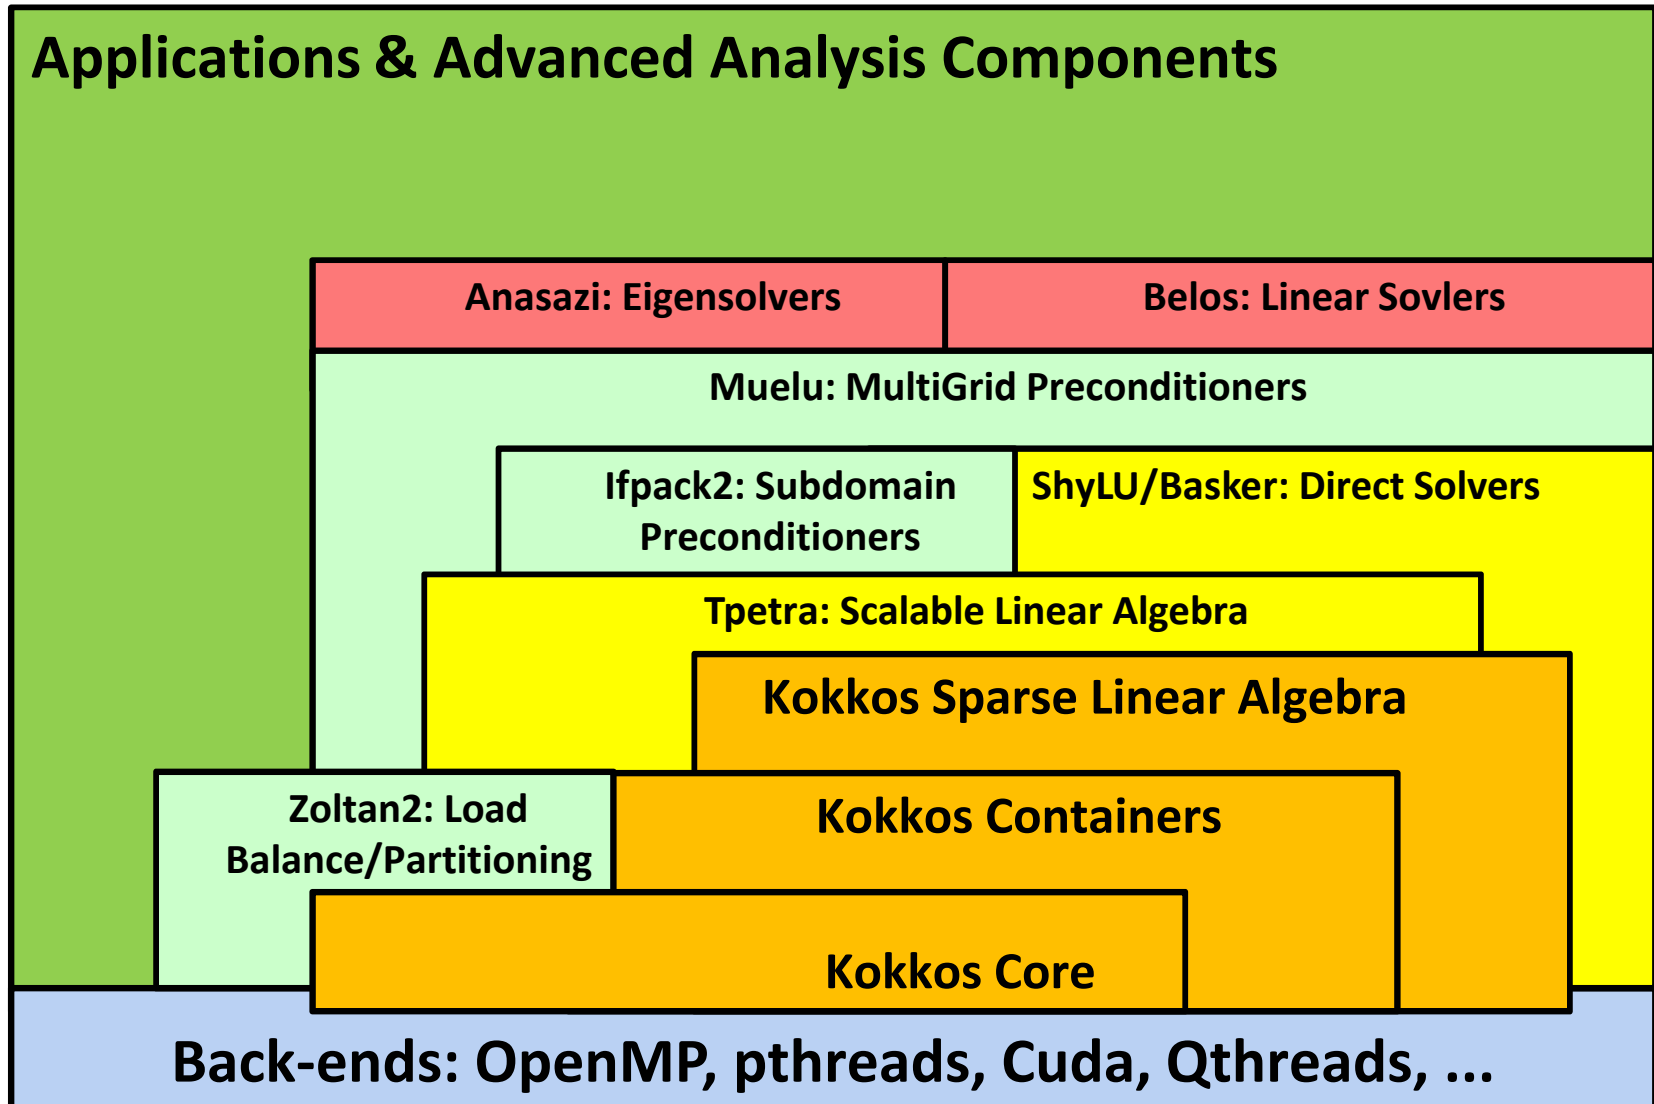 Applications & Advanced Analysis Components
Anasazi: Eigensolvers
Belos: Linear Sovlers
Muelu: MultiGrid Preconditioners
Ifpack2: Subdomain
Preconditioners
ShyLU/Basker: Direct Solvers
Tpetra: Scalable Linear Algebra
Kokkos Sparse Linear Algebra
Zoltan2: Load
Balance/Partitioning
Kokkos Containers
Kokkos Core
Back-ends: OpenMP, pthreads, Cuda, Qthreads, ...